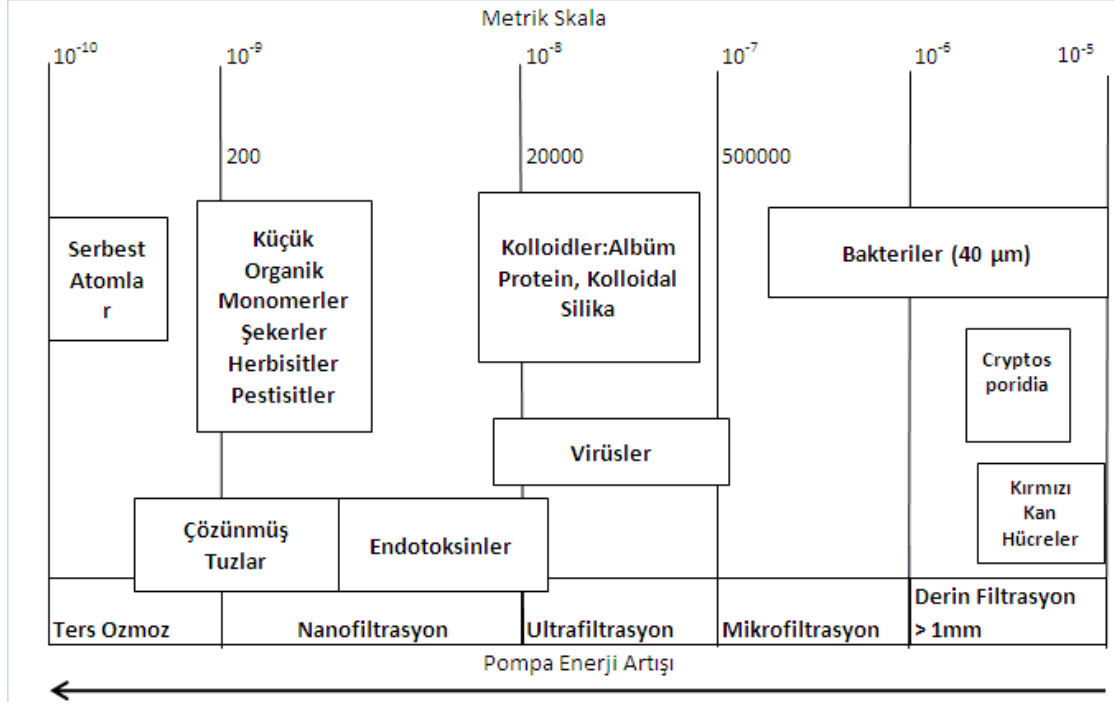 Metrik Skala
10⁻¹⁰ 10⁻⁹ 10⁻⁸ 10⁻⁷ 10⁻⁶ 10⁻⁵
200 20000 500000
Serbest
Atomla
r
Küçük
Organik
Monomerler
Şekerler
Herbisitler
Pestisitler
Kolloidler:Albüm
Protein, Kolloidal
Silika
Bakteriler (40 µm)
Cryptos
poridia
Virüsler
Kırmızı
Kan
Hücreler
Çözünmüş
Tuzlar
Endotoksinler
Ters Ozmoz
Nanofiltrasyon
Ultrafiltrasyon
Mikrofiltrasyon
Derin Filtrasyon
> 1mm
Pompa Enerji Artışı